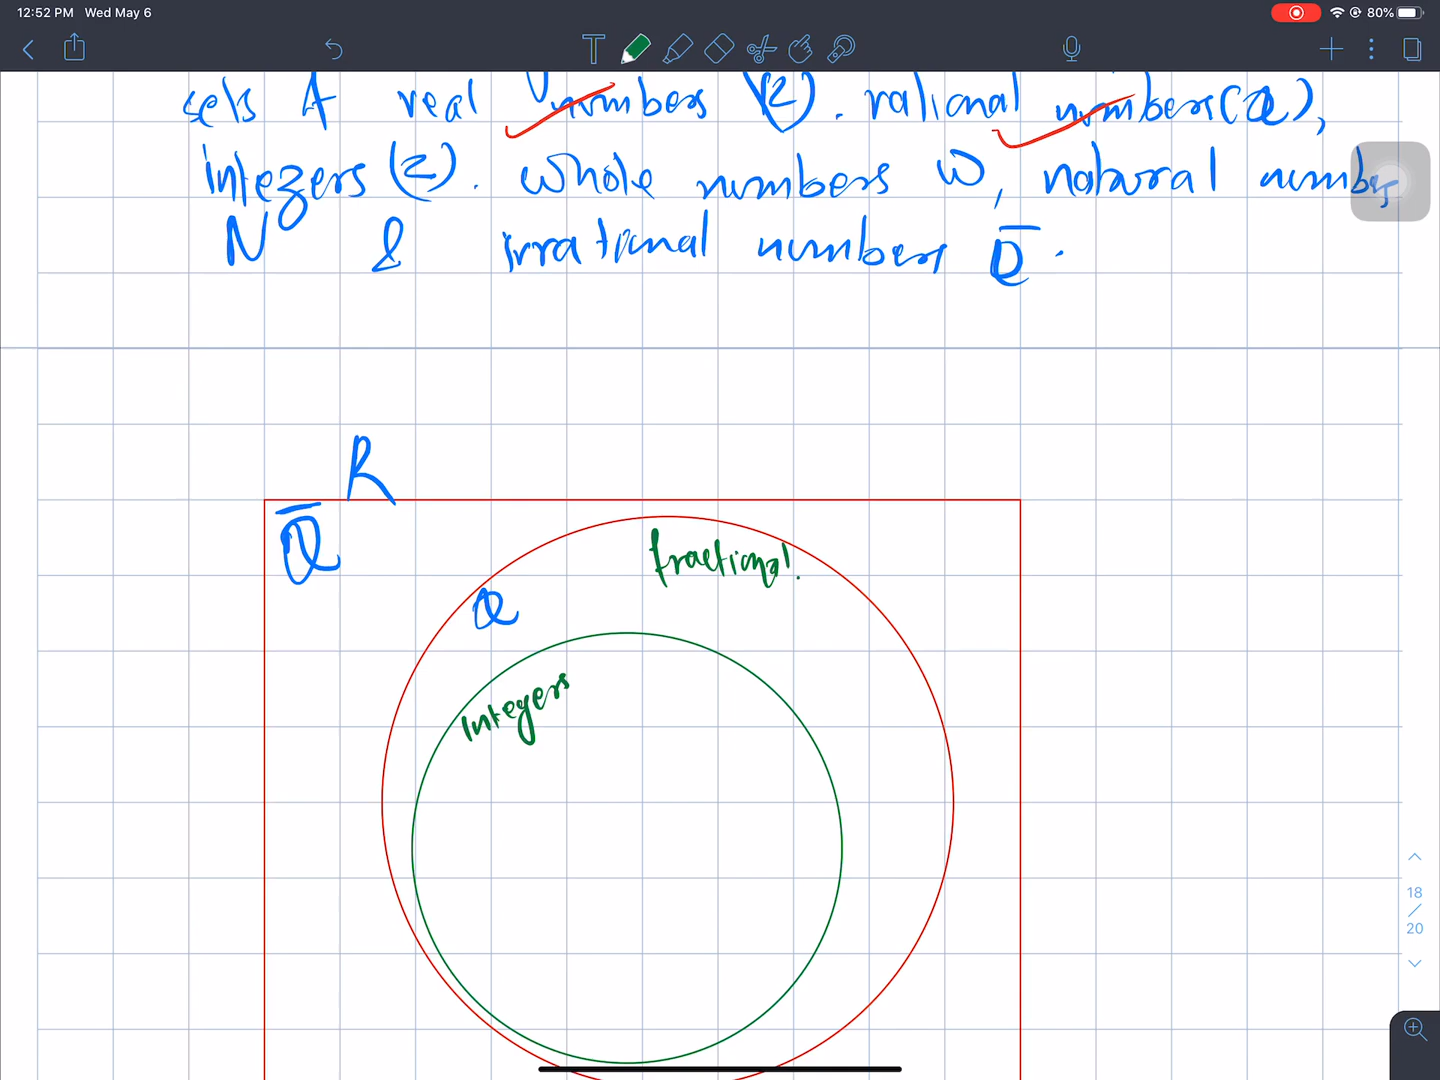 12:52 PM Wed May 6
80%
T
sets of real numbers (R). rational numbers (Q),
integers (Z). whole numbers W, natural numbers
N & irrational numbers Q̅.
R
Q̅
fractional.
Q
Integers
18
/
20